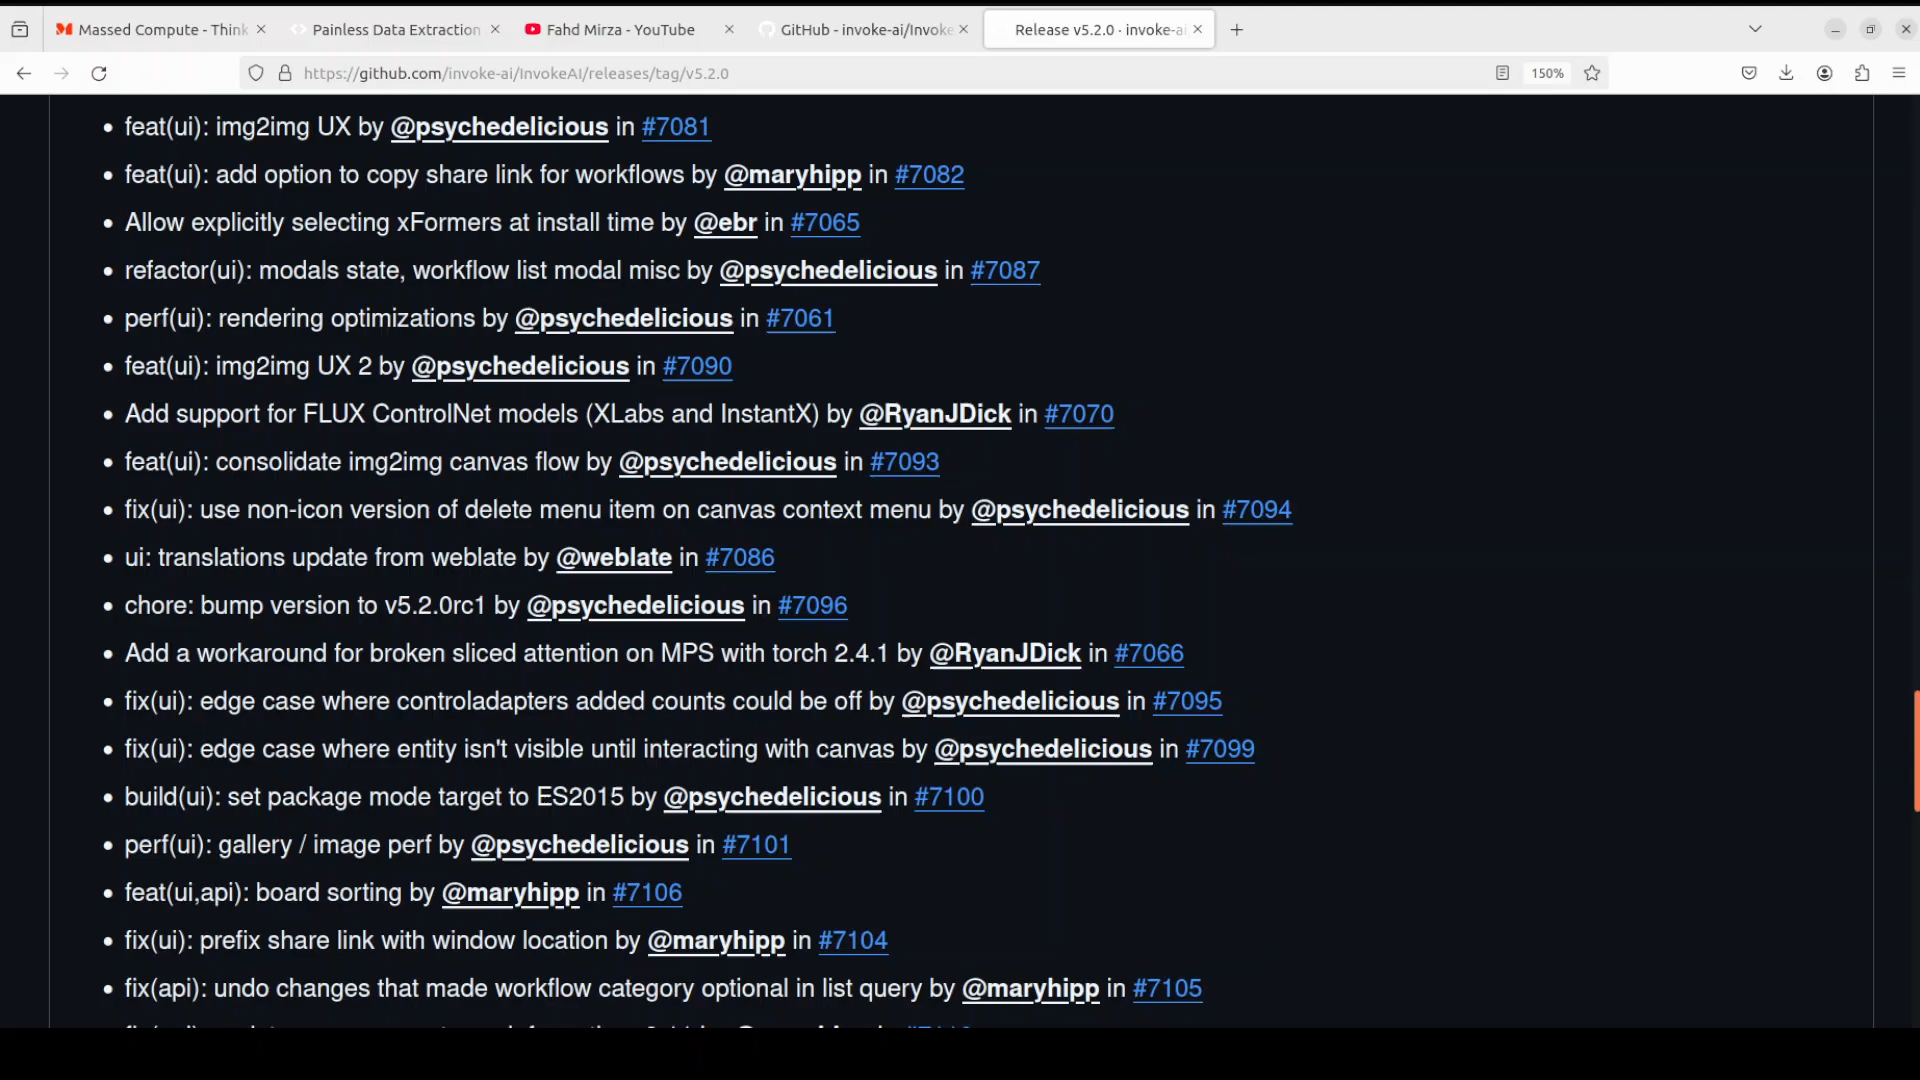 Massed Compute - Think
Painless Data Extraction
Fahd Mirza - YouTube
GitHub - invoke-ai/Invoke
Release v5.2.0 · invoke-ai
https://github.com/invoke-ai/InvokeAI/releases/tag/v5.2.0
150%
• feat(ui): img2img UX by @psychedelicious in #7081
• feat(ui): add option to copy share link for workflows by @maryhipp in #7082
• Allow explicitly selecting xFormers at install time by @ebr in #7065
• refactor(ui): modals state, workflow list modal misc by @psychedelicious in #7087
• perf(ui): rendering optimizations by @psychedelicious in #7061
• feat(ui): img2img UX 2 by @psychedelicious in #7090
• Add support for FLUX ControlNet models (XLabs and InstantX) by @RyanJDick in #7070
• feat(ui): consolidate img2img canvas flow by @psychedelicious in #7093
• fix(ui): use non-icon version of delete menu item on canvas context menu by @psychedelicious in #7094
• ui: translations update from weblate by @weblate in #7086
• chore: bump version to v5.2.0rc1 by @psychedelicious in #7096
• Add a workaround for broken sliced attention on MPS with torch 2.4.1 by @RyanJDick in #7066
• fix(ui): edge case where controladapters added counts could be off by @psychedelicious in #7095
• fix(ui): edge case where entity isn't visible until interacting with canvas by @psychedelicious in #7099
• build(ui): set package mode target to ES2015 by @psychedelicious in #7100
• perf(ui): gallery / image perf by @psychedelicious in #7101
• feat(ui,api): board sorting by @maryhipp in #7106
• fix(ui): prefix share link with window location by @maryhipp in #7104
• fix(api): undo changes that made workflow category optional in list query by @maryhipp in #7105